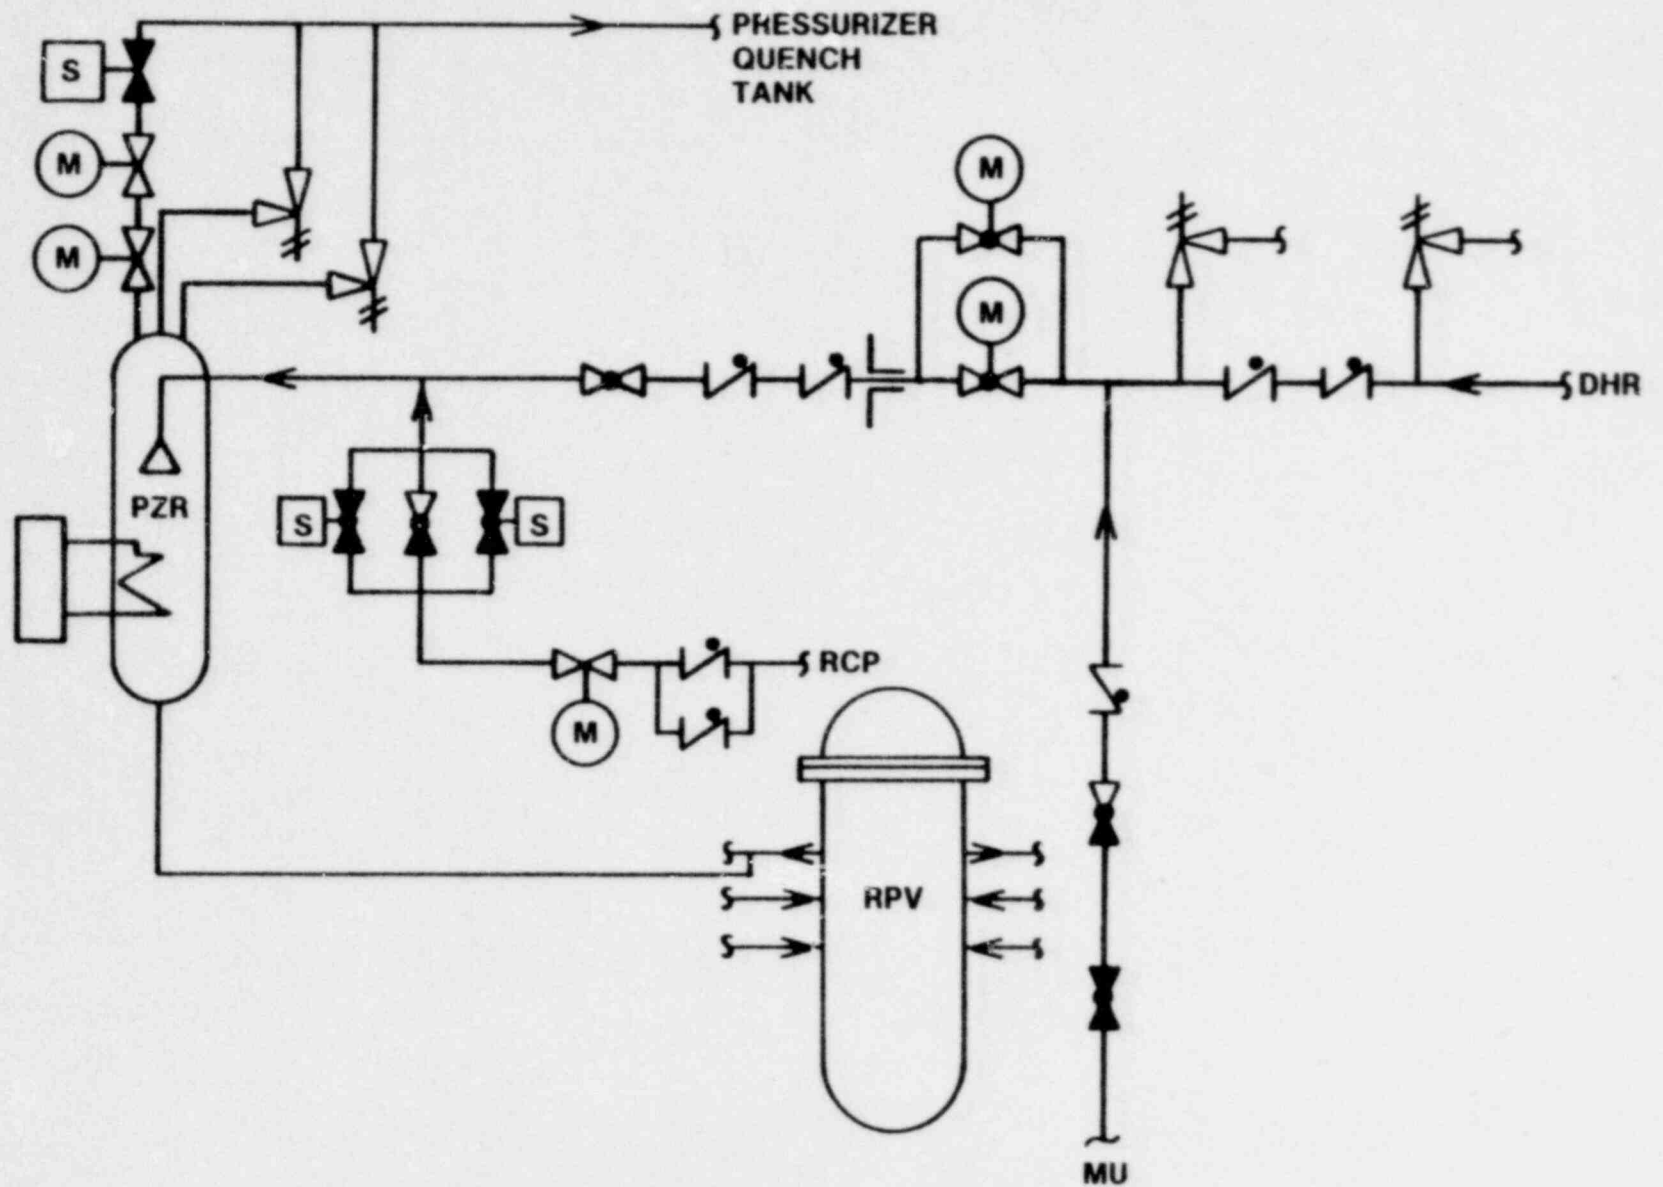 PRESSURIZER
QUENCH
TANK
S
M
M
M
M
DHR
PZR
S
S
RCP
M
RPV
MU